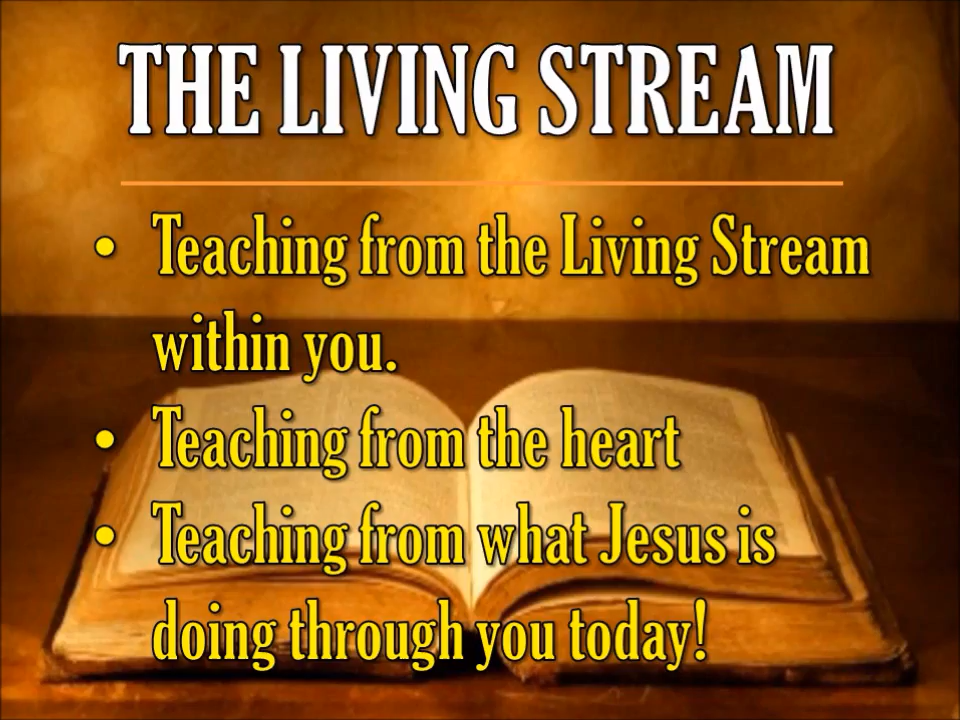 THE LIVING STREAM
• Teaching from the Living Stream
within you.
• Teaching from the heart
• Teaching from what Jesus is
doing through you today!